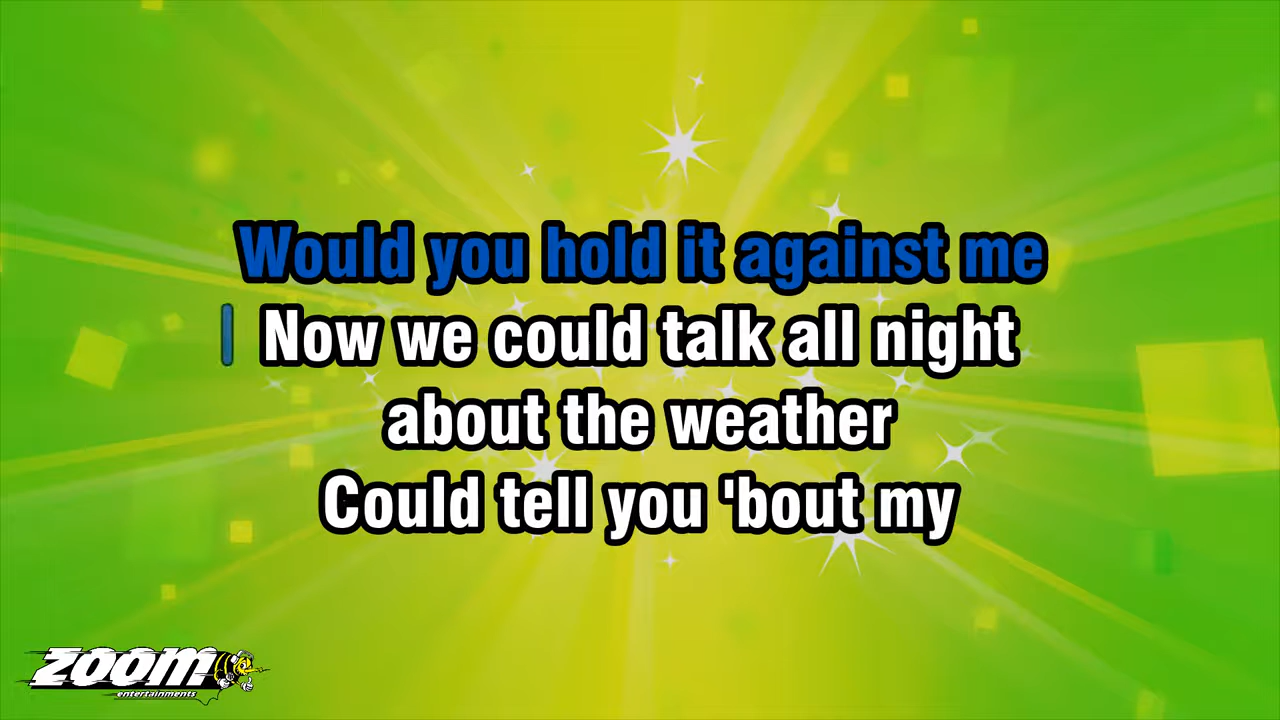 Would you hold it against me
Now we could talk all night
about the weather
Could tell you 'bout my
zoom
entertainments